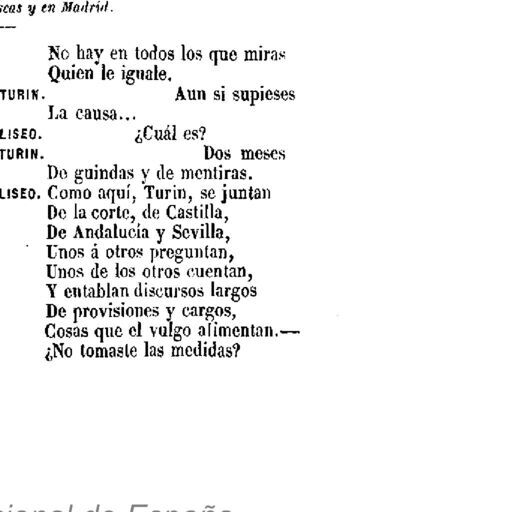 y en Madrid.
No hay en todos los que miras
Quien le iguale.
TURIN. Aun si supieses
La causa...
LISEO. ¿Cuál es?
TURIN. Dos meses
De guindas y de mentiras.
LISEO. Como aquí, Turin, se juntan
De la corte, de Castilla,
De Andalucía y Sevilla,
Unos á otros preguntan,
Unos de los otros cuentan,
Y entablan discursos largos
De provisiones y cargos,
Cosas que el vulgo alimentan.—
¿No tomaste las medidas?
de España